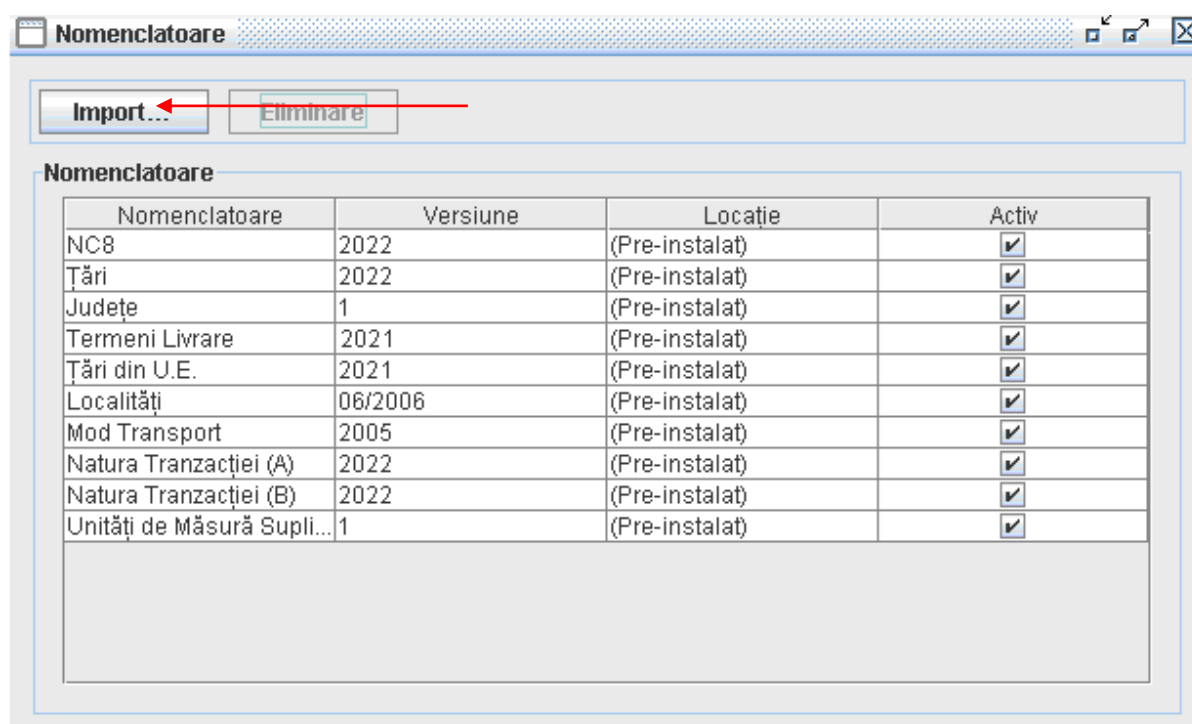 Nomenclatoare
Import... Eliminare
Nomenclatoare
Nomenclatoare Versiune Locație Activ
NC8 2022 (Pre-instalat)
Țări 2022 (Pre-instalat)
Județe 1 (Pre-instalat)
Termeni Livrare 2021 (Pre-instalat)
Țări din U.E. 2021 (Pre-instalat)
Localități 06/2006 (Pre-instalat)
Mod Transport 2005 (Pre-instalat)
Natura Tranzacției (A) 2022 (Pre-instalat)
Natura Tranzacției (B) 2022 (Pre-instalat)
Unități de Măsură Supli... 1 (Pre-instalat)